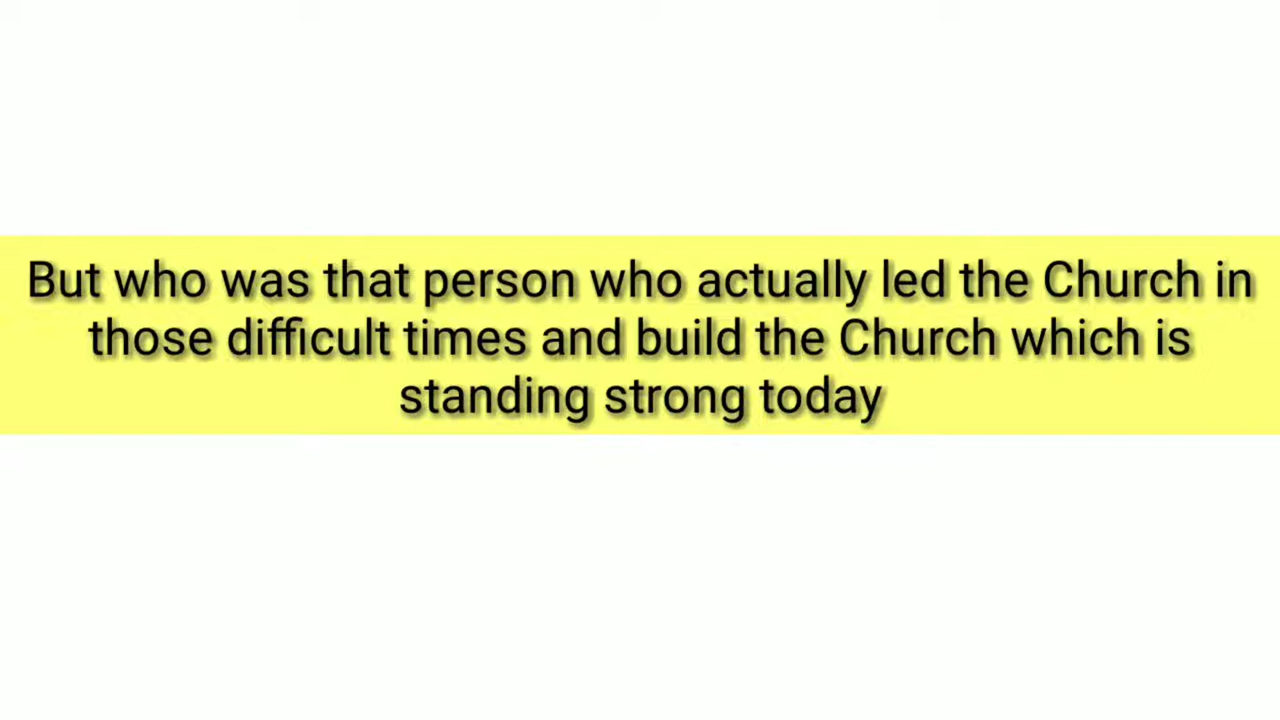 But who was that person who actually led the Church in
those difficult times and build the Church which is
standing strong today